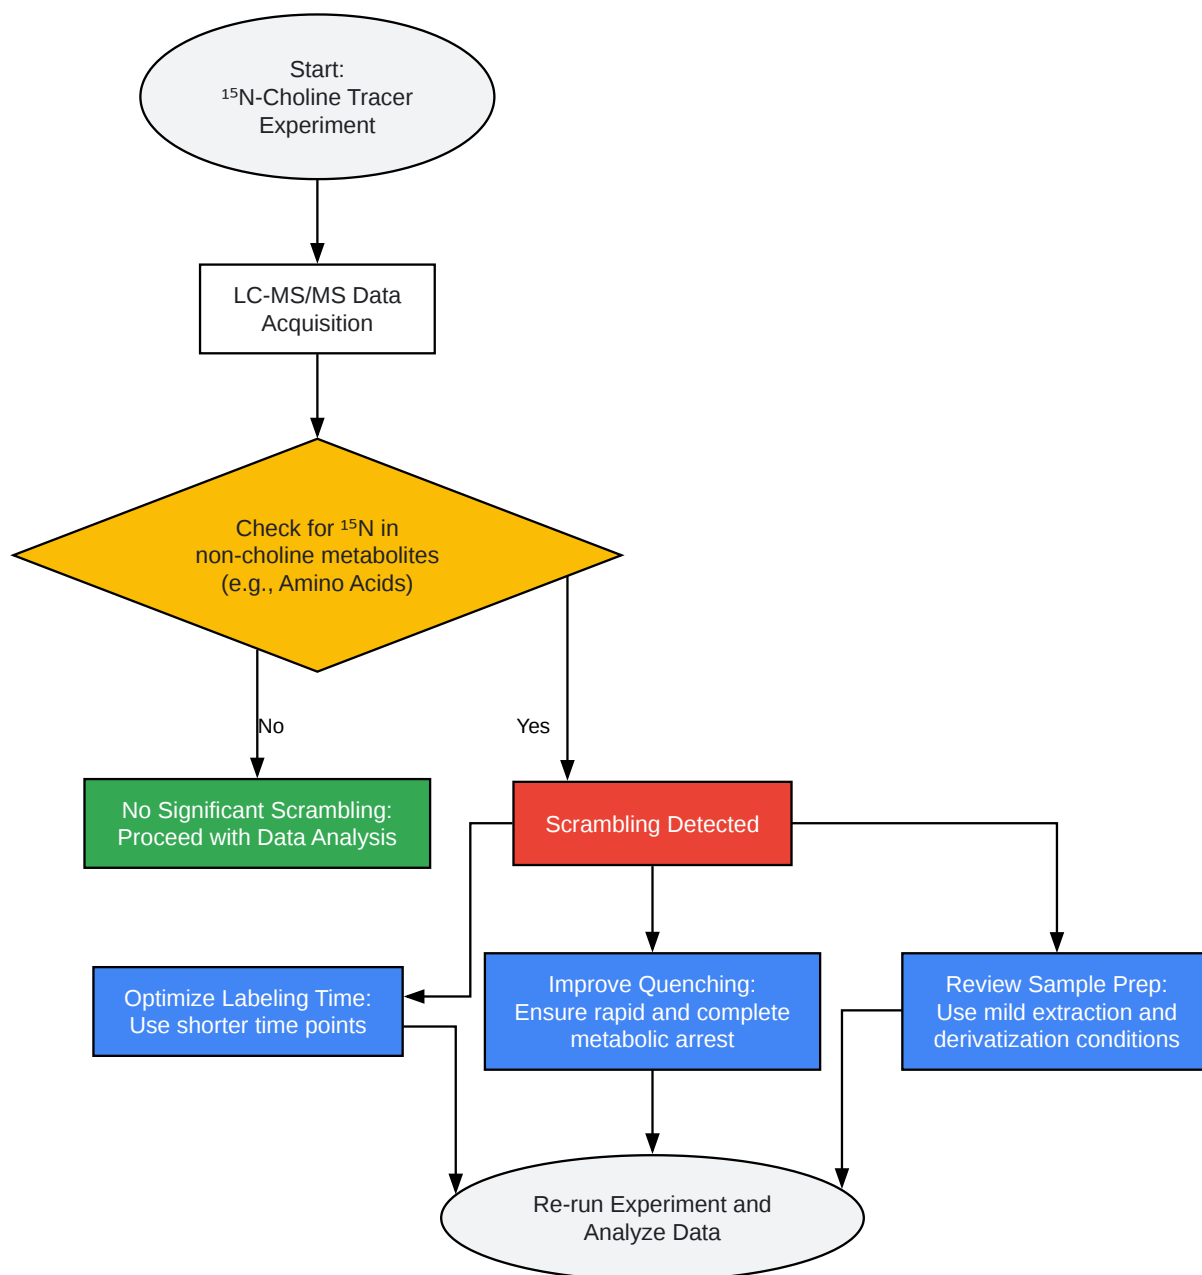 Start:
¹⁵N-Choline Tracer
Experiment
LC-MS/MS Data
Acquisition
Check for ¹⁵N in
non-choline metabolites
(e.g., Amino Acids)
No
Yes
No Significant Scrambling:
Proceed with Data Analysis
Scrambling Detected
Optimize Labeling Time:
Use shorter time points
Improve Quenching:
Ensure rapid and complete
metabolic arrest
Review Sample Prep:
Use mild extraction and
derivatization conditions
Re-run Experiment and
Analyze Data